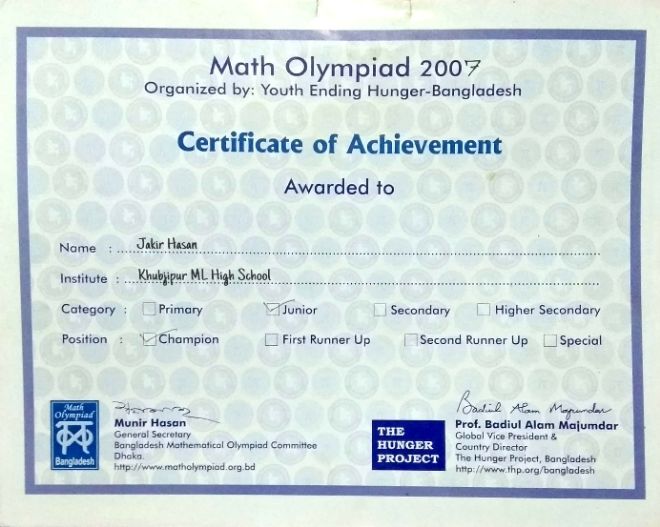 Math Olympiad 2007
Organized by: Youth Ending Hunger-Bangladesh
Certificate of Achievement
Awarded to
Name : Jakir Hasan
Institute : Khubjipur ML High School
Category : Primary Junior Secondary Higher Secondary
Position : Champion First Runner Up Second Runner Up Special
Math
Olympiad
Bangladesh
Munir Hasan
General Secretary
Bangladesh Mathematical Olympiad Committee
Dhaka.
http://www.matholympiad.org.bd
THE
HUNGER
PROJECT
Badiul Alam Majumdar
Prof. Badiul Alam Majumdar
Global Vice President &
Country Director
The Hunger Project, Bangladesh
http://www.thp.org/bangladesh